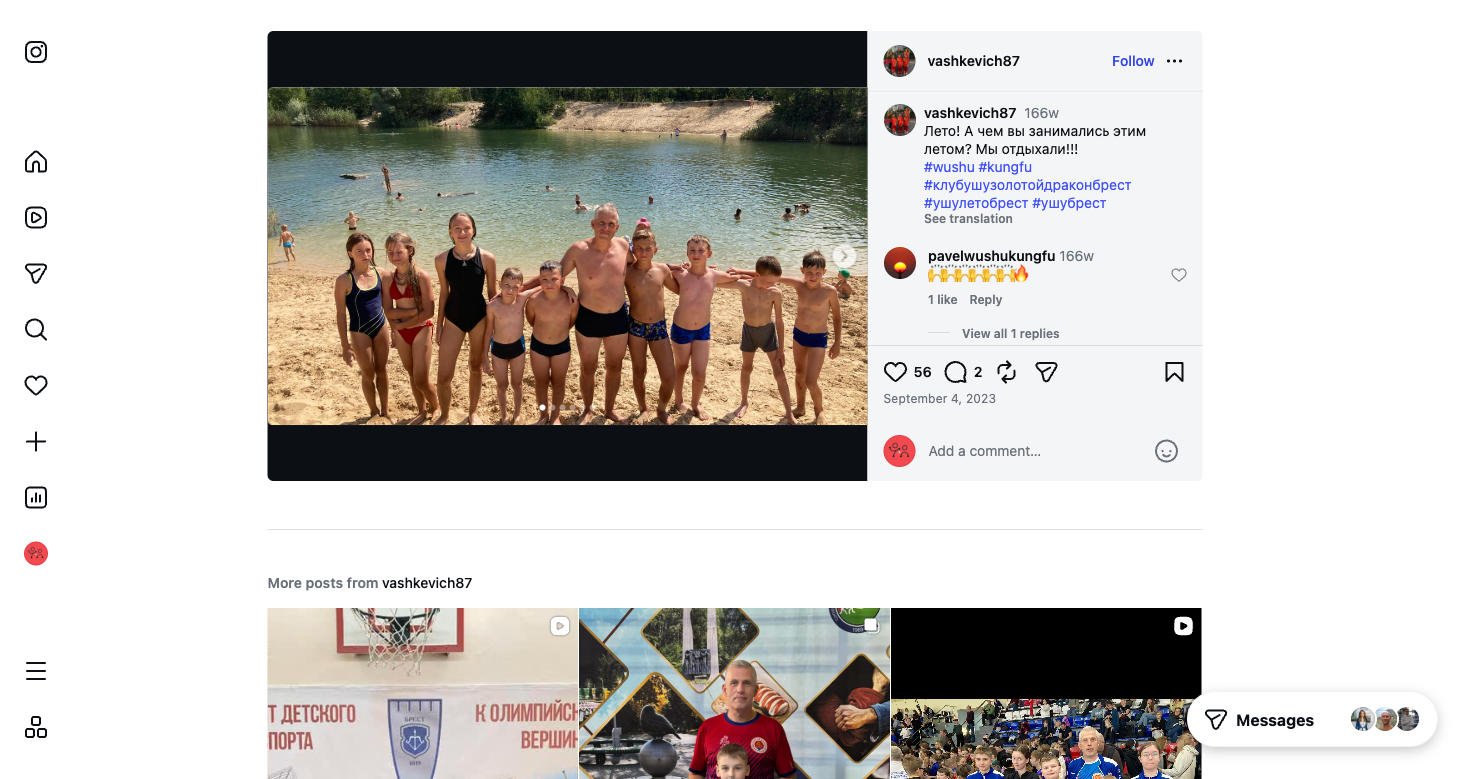 vashkevich87
Follow
vashkevich87 166w
Лето! А чем вы занимались этим
летом? Мы отдыхали!!!
#wushu #kungfu
#клубушузолотойдраконбрест
#ушулетобрест #ушубрест
See translation
pavelwushukungfu 166w
🙌🙌🙌🙌🔥
1 like Reply
View all 1 replies
56 2
September 4, 2023
Add a comment...
More posts from vashkevich87
Т ДЕТСКОГО
ПОРТА
БРЕСТ
1019
К ОЛИМПИЙСК
ВЕРШИН
Messages